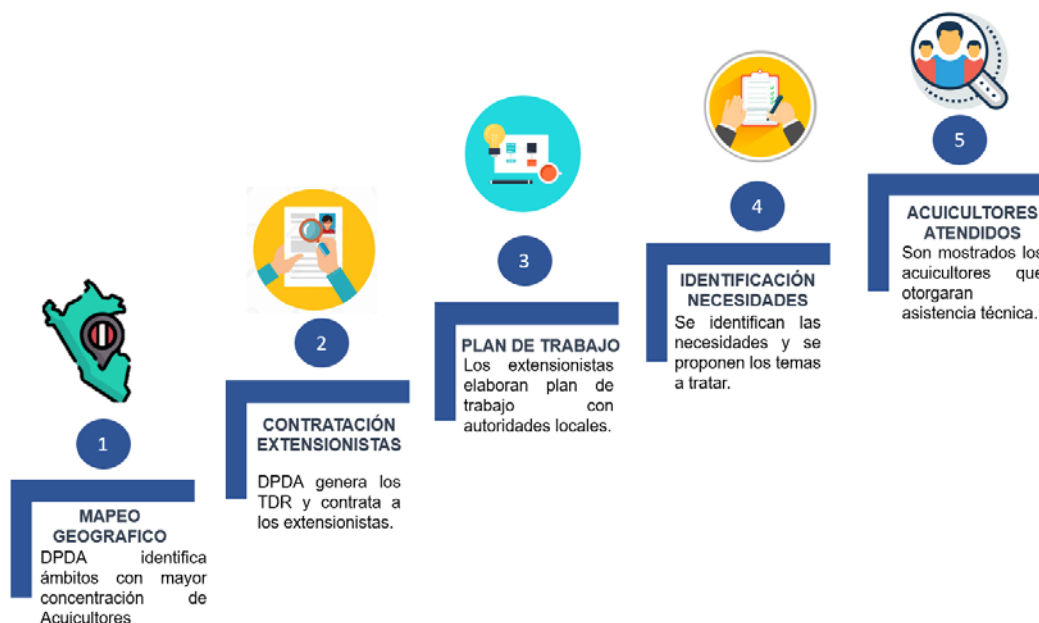 1
MAPEO
GEOGRAFICO
DPDA identifica
ámbitos con mayor
concentración de
Acuicultores
2
CONTRATACIÓN
EXTENSIONISTAS
DPDA genera los
TDR y contrata a
los extensionistas.
3
PLAN DE TRABAJO
Los extensionistas
elaboran plan de
trabajo con
autoridades locales.
4
IDENTIFICACIÓN
NECESIDADES
Se identifican las
necesidades y se
proponen los temas
a tratar.
5
ACUICULTORES
ATENDIDOS
Son mostrados los
acuicultores que
otorgaran
asistencia técnica.